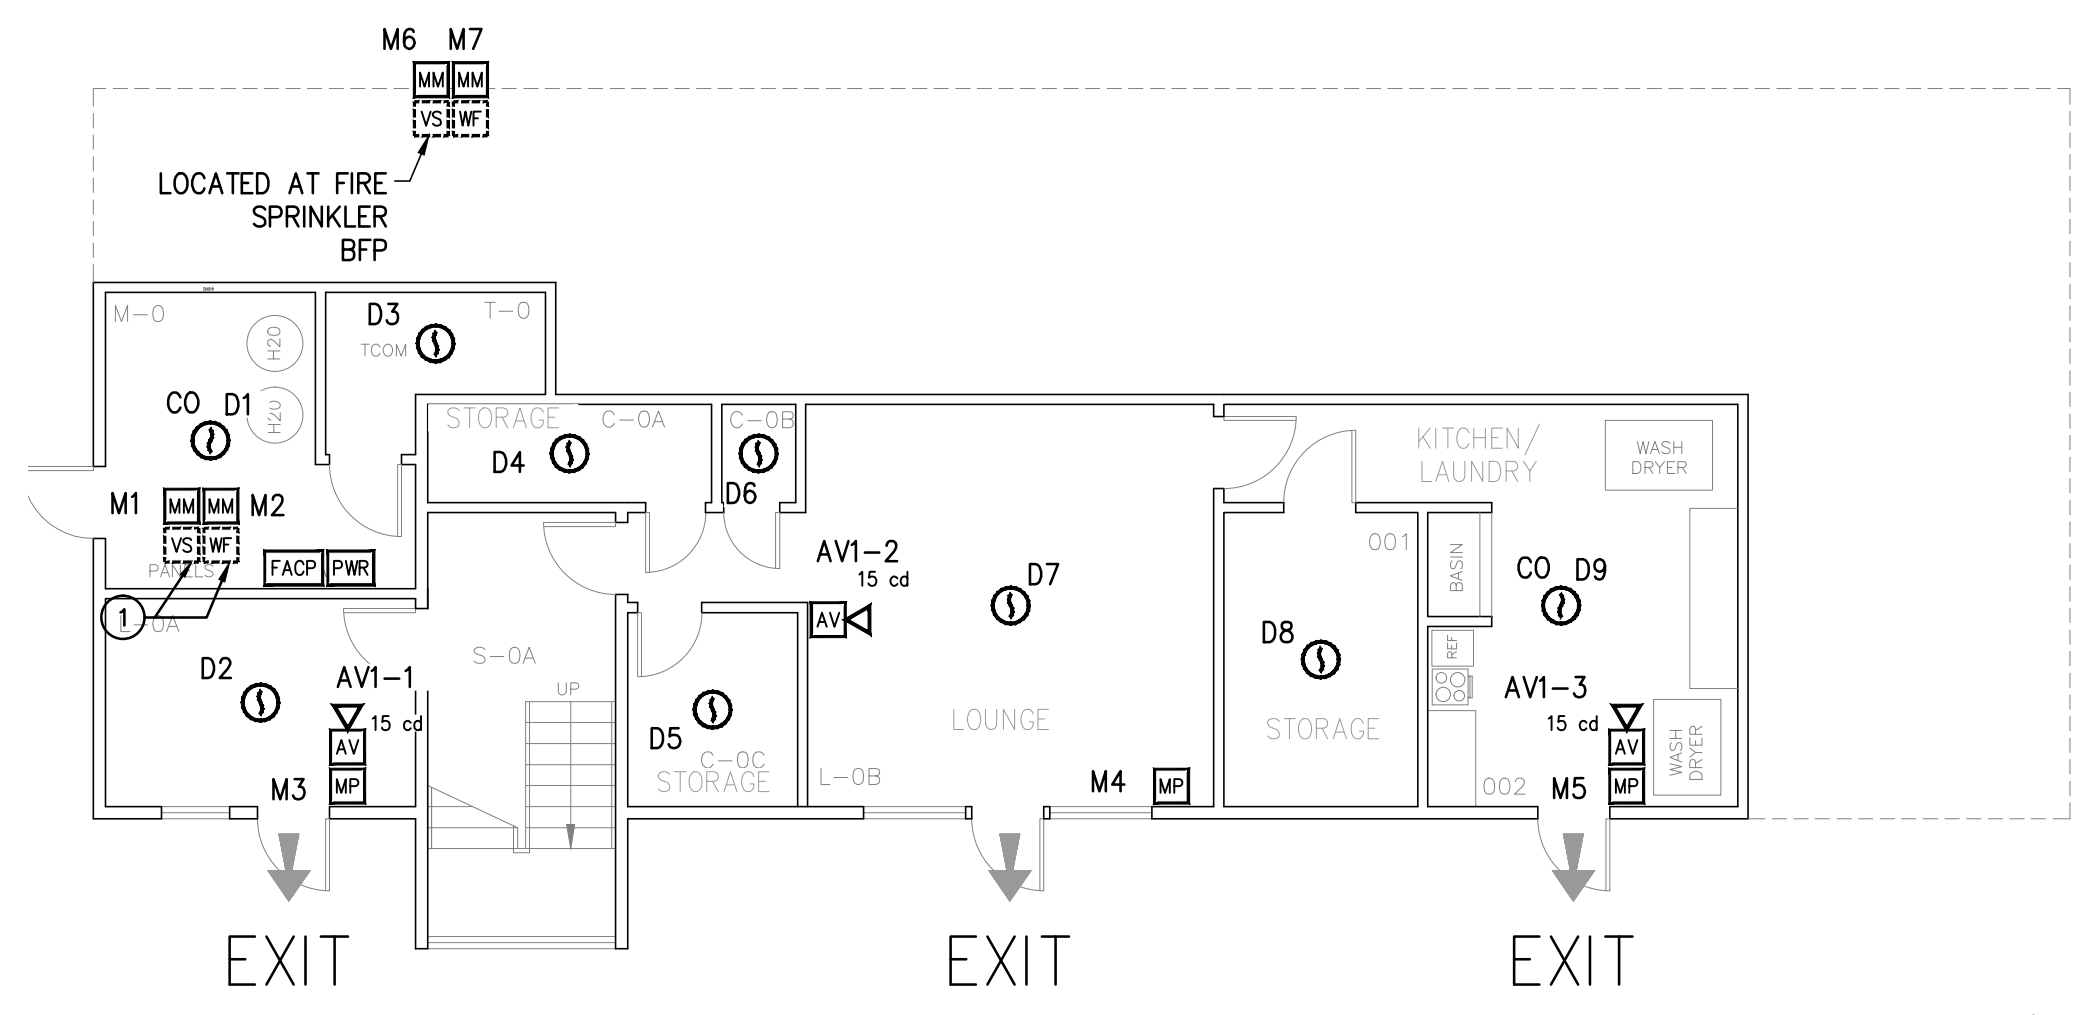 M6 M7
MM MM
VS WF
LOCATED AT FIRE
SPRINKLER
BFP
M-0
H20
D3
T-0
TCOM
CO D1
H20
STORAGE
C-0A
C-0B
D4
D6
KITCHEN/
LAUNDRY
WASH
DRYER
M1
MM MM
M2
VS WF
PANELS
FACP PWR
1
L-0A
AV1-2
15 cd
AV
D7
001
BASIN
CO D9
D2
AV1-1
15 cd
AV
MP
M3
S-0A
UP
D5
C-0C
STORAGE
LOUNGE
L-0B
M4
MP
D8
STORAGE
REF
AV1-3
15 cd
AV
MP
WASH
DRYER
002
M5
EXIT
EXIT
EXIT